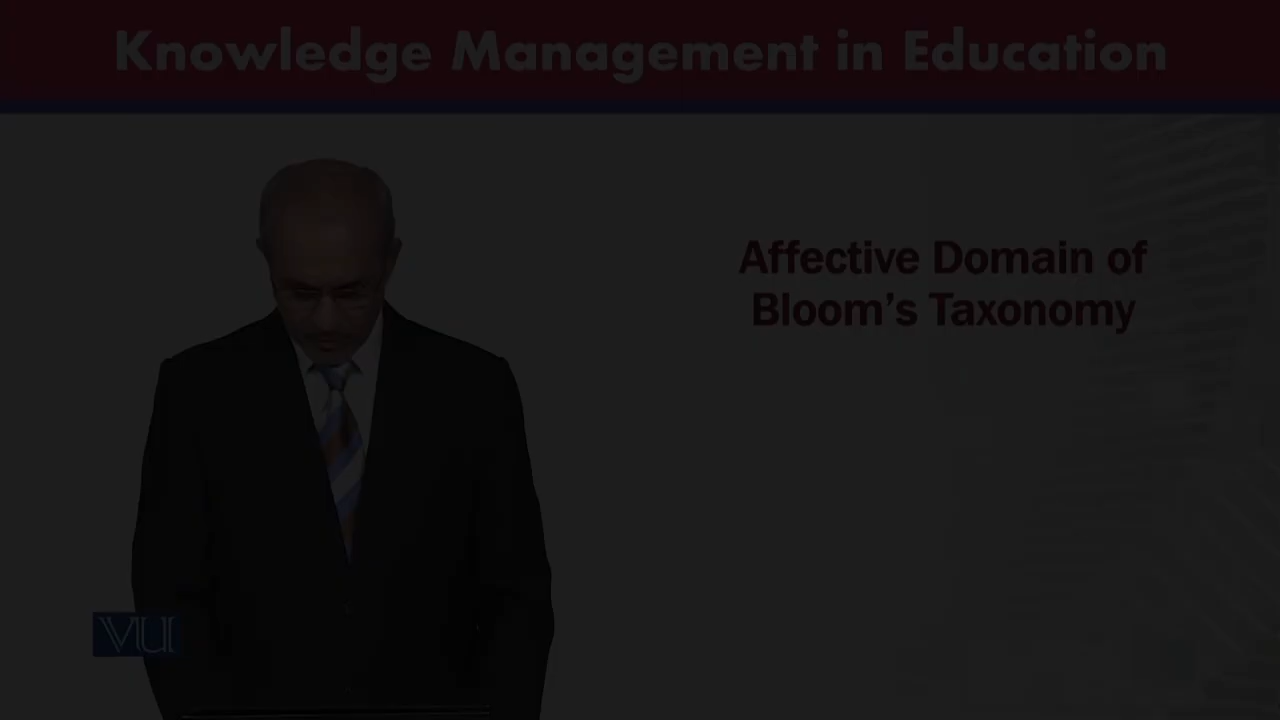 Knowledge Management in Education
Affective Domain of
Bloom's Taxonomy
VU